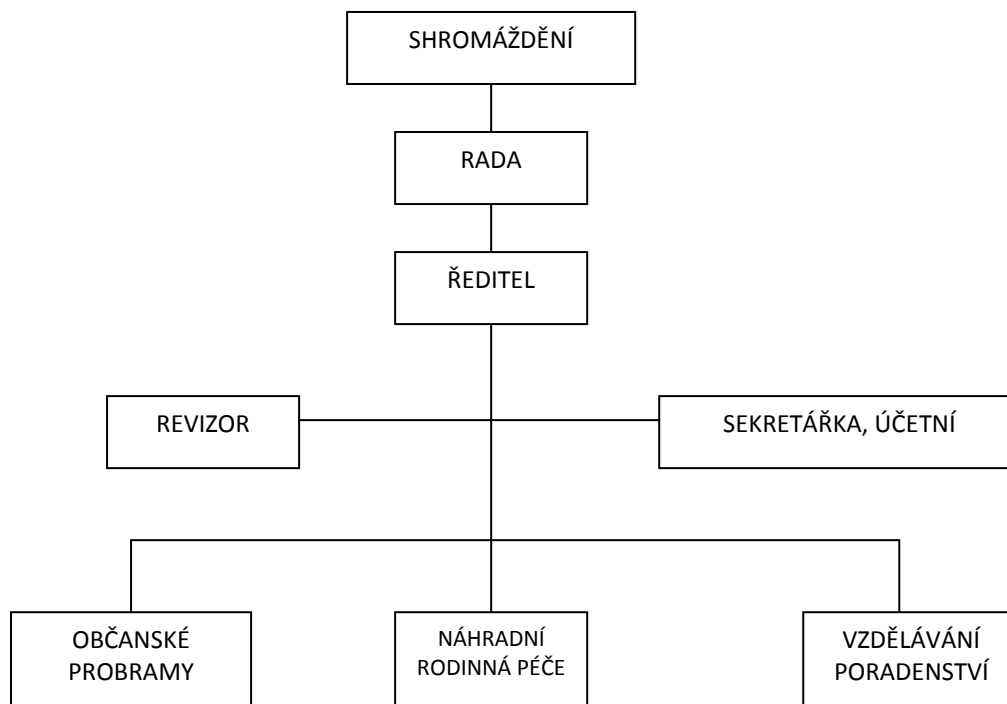 SHROMÁŽDĚNÍ
RADA
ŘEDITEL
REVIZOR
SEKRETÁŘKA, ÚČETNÍ
OBČANSKÉ
PROBRAMY
NÁHRADNÍ
RODINNÁ PÉČE
VZDĚLÁVÁNÍ
PORADENSTVÍ